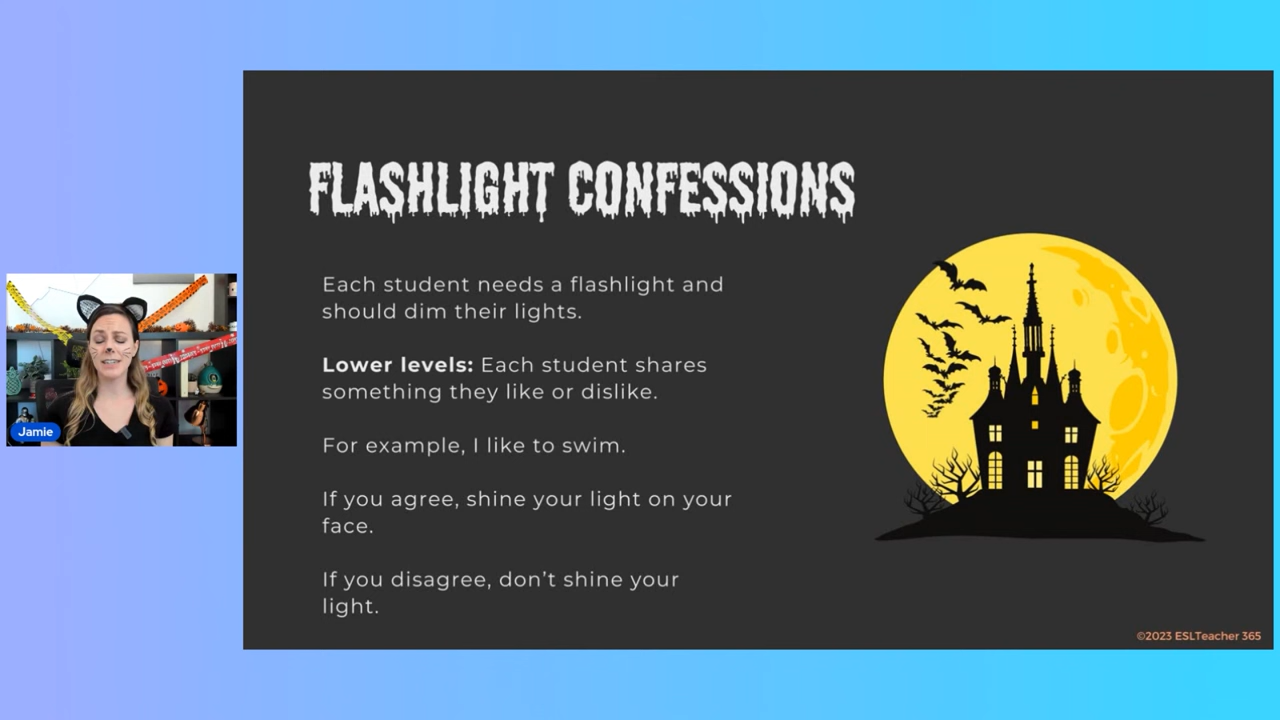 FLASHLIGHT CONFESSIONS
Each student needs a flashlight and
should dim their lights.
Lower levels: Each student shares
something they like or dislike.
For example, I like to swim.
If you agree, shine your light on your
face.
If you disagree, don’t shine your
light.
Jamie
©2023 ESLTeacher 365